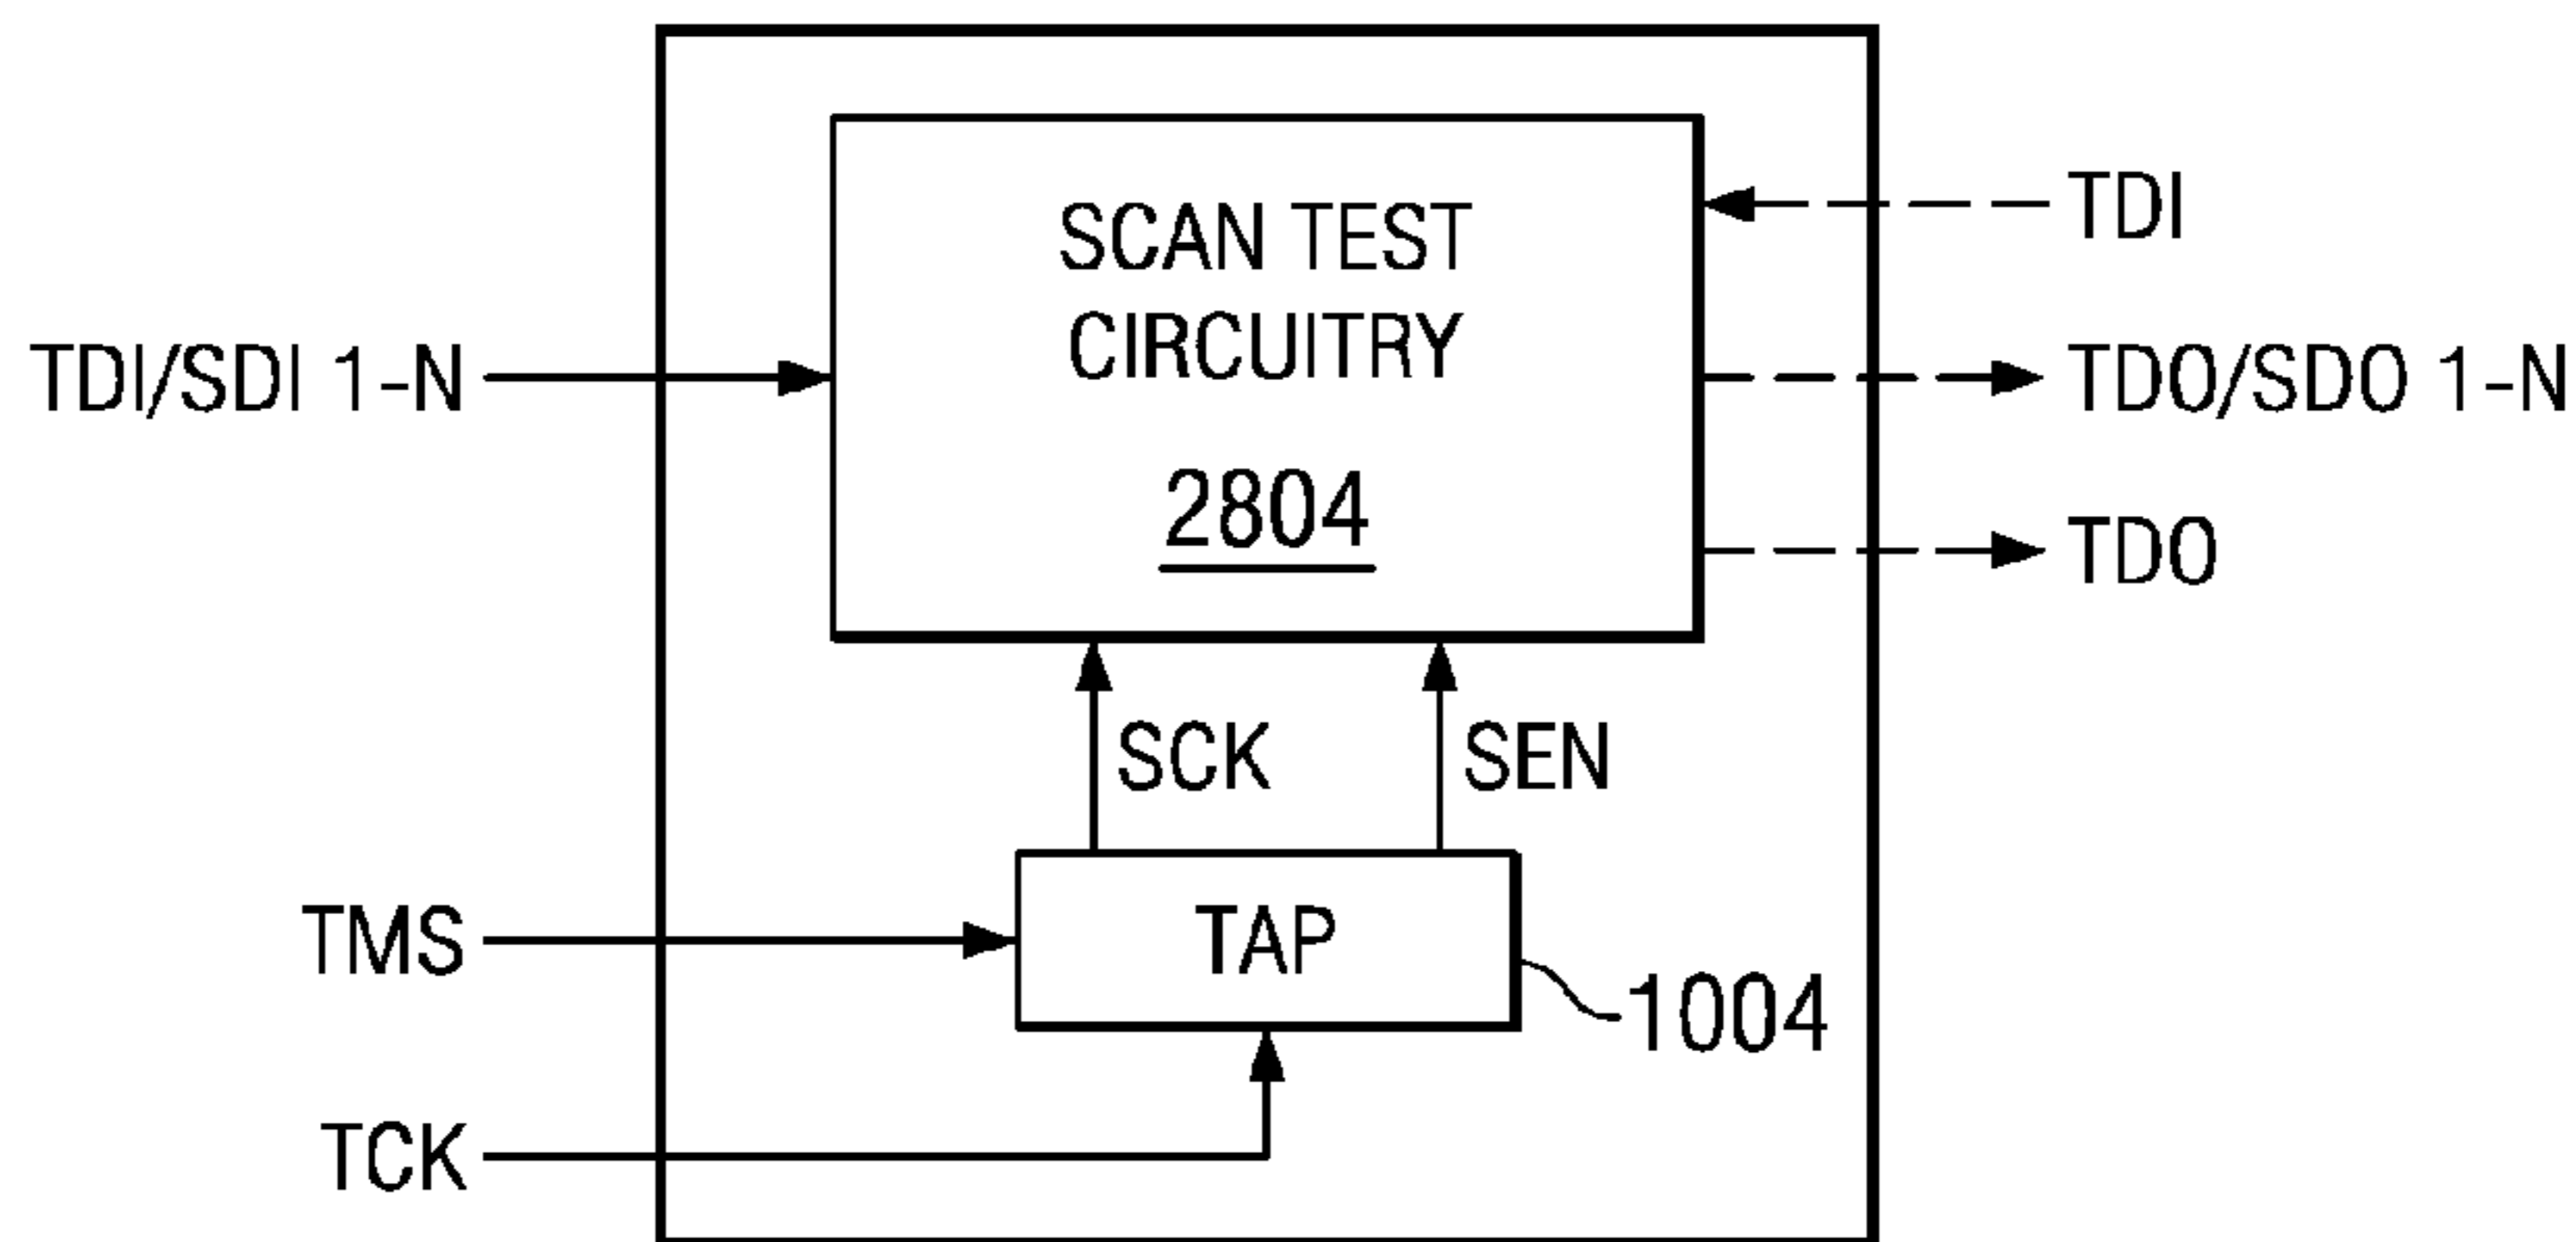 SCAN TEST
CIRCUITRY
2804
TDI
TDI/SDI 1-N
TDO/SDO 1-N
TDO
SCK
SEN
TMS
TAP
1004
TCK